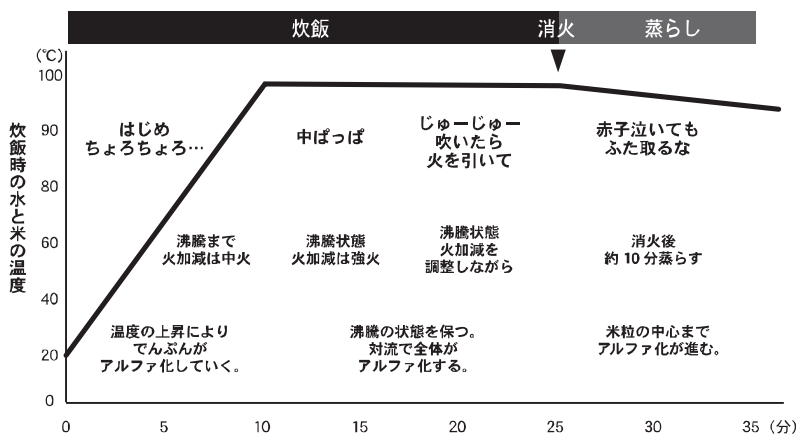 炊飯
消火
蒸らし
(℃)
100
90
80
60
40
20
0
炊飯時の水と米の温度
はじめ
ちょろちょろ…
中ぱっぱ
じゅーじゅー
吹いたら
火を引いて
赤子泣いても
ふた取るな
沸騰まで
火加減は中火
沸騰状態
火加減は強火
沸騰状態
火加減を
調整しながら
消火後
約10分蒸らす
温度の上昇により
でんぷんが
アルファ化していく。
沸騰の状態を保つ。
対流で全体が
アルファ化する。
米粒の中心まで
アルファ化が進む。
0 5 10 15 20 25 30 35 (分)